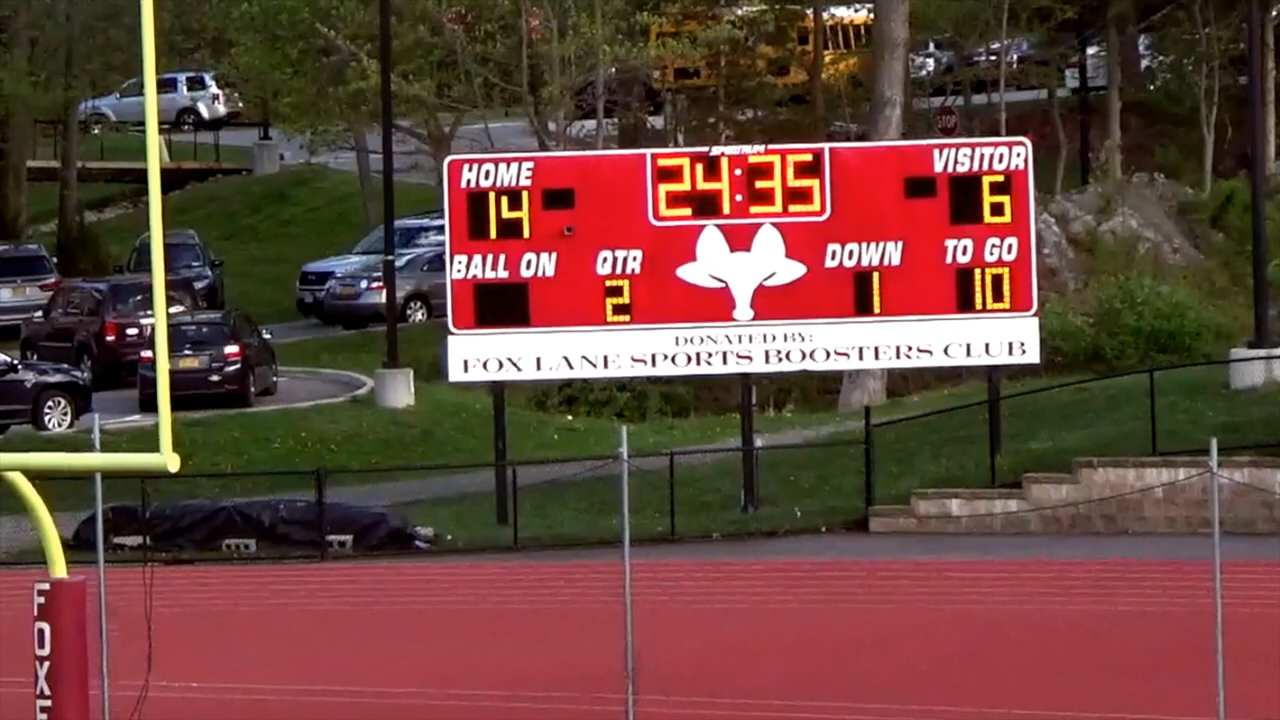 SPECTRUM
HOME 24:35 VISITOR
14 6
BALL ON QTR DOWN TO GO
2 1 10
DONATED BY:
FOX LANE SPORTS BOOSTERS CLUB
STOP
FOXE